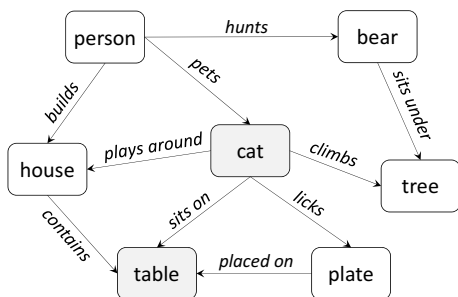 hunts
person
bear
pets
builds
sits under
plays around
cat
climbs
house
tree
sits on
licks
contains
placed on
table
plate